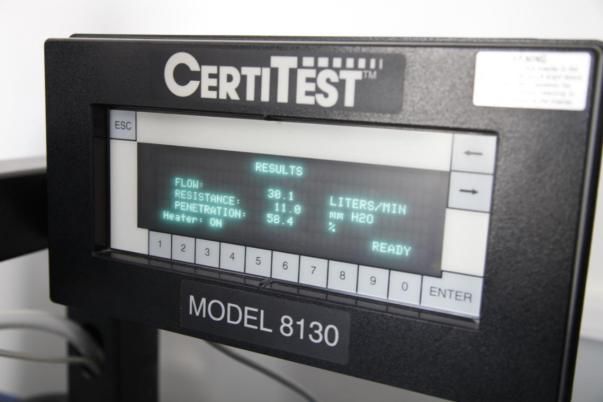 CERTITEST™
WARNING
ESC
←
→
RESULTS
FLOW: 30.1 LITERS/MIN
RESISTANCE: 11.0 mm H2O
PENETRATION: 58.4 %
Heater: ON
READY
1 2 3 4 5 6 7 8 9 0 ENTER
MODEL 8130